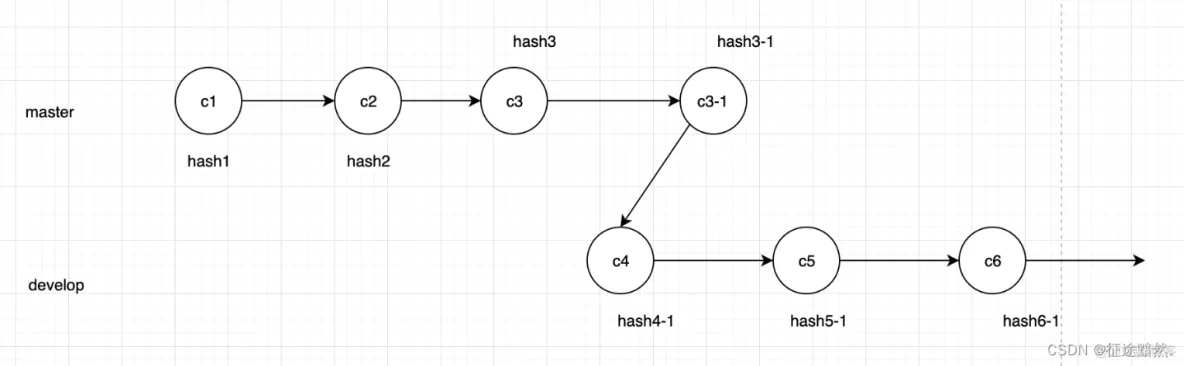 hash3
hash3-1
c1
c2
c3
c3-1
master
hash1
hash2
c4
c5
c6
develop
hash4-1
hash5-1
hash6-1
CSDN @征途黯然.